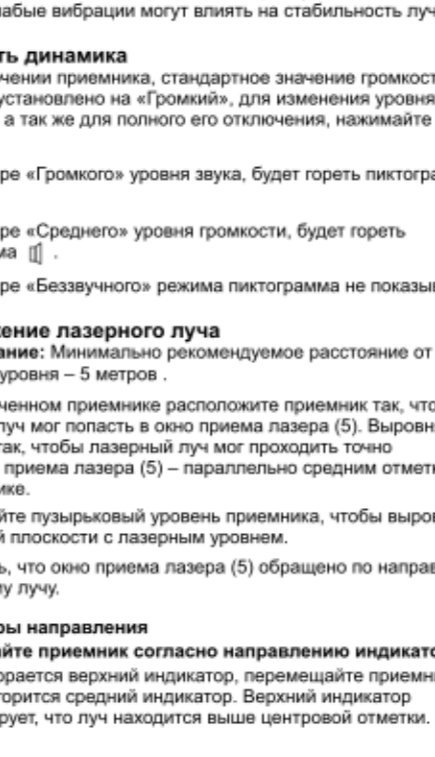 абые вибрации могут влиять на стабильность луч
ть динамика
чении приемника, стандартное значение громкост
установлено на «Громкий», для изменения уровня
а так же для полного его отключения, нажимайте
ре «Громкого» уровня звука, будет гореть пиктогра
ре «Среднего» уровня громкости, будет гореть
ма .
ре «Беззвучного» режима пиктограмма не показыв
ение лазерного луча
ание: Минимально рекомендуемое расстояние от
уровня – 5 метров .
ченном приемнике расположите приемник так, что
луч мог попасть в окно приема лазера (5). Выровн
так, чтобы лазерный луч мог проходить точно
приема лазера (5) – параллельно средним отмет
ике.
йте пузырьковый уровень приемника, чтобы выров
й плоскости с лазерным уровнем.
ь, что окно приема лазера (5) обращено по направ
му лучу.
ры направления
айте приемник согласно направлению индикато
орается верхний индикатор, перемещайте приемн
горится средний индикатор. Верхний индикатор
рует, что луч находится выше центровой отметки.